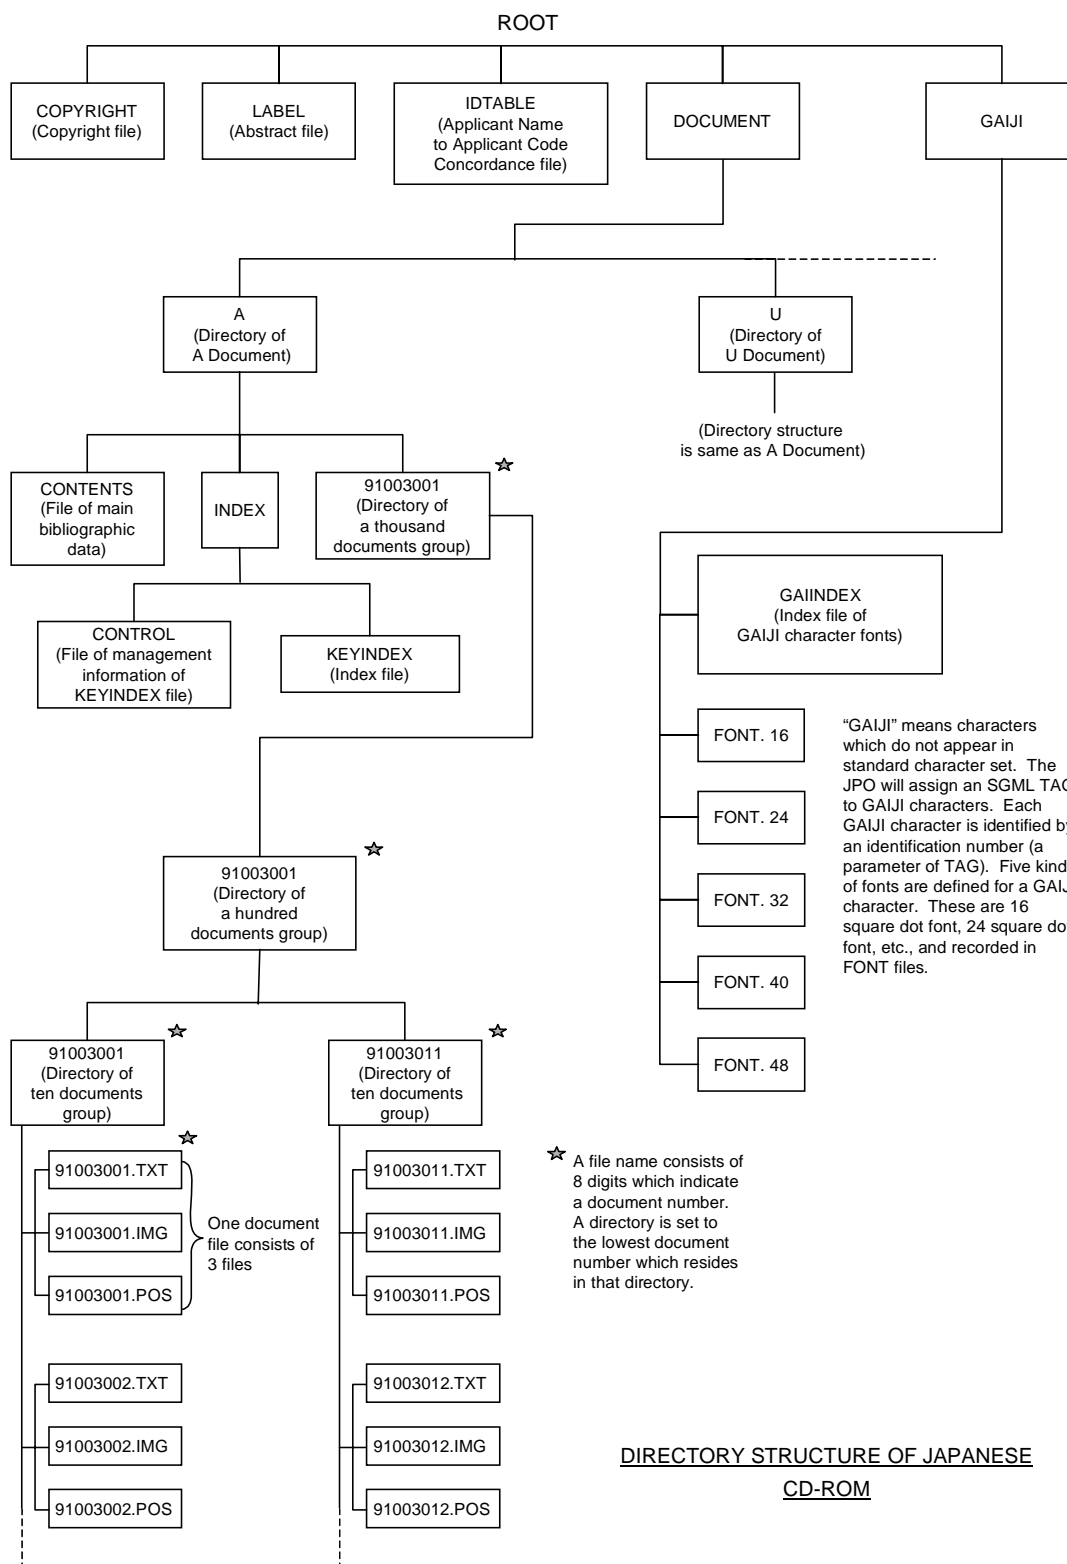 ROOT
COPYRIGHT
(Copyright file)
LABEL
(Abstract file)
IDTABLE
(Applicant Name
to Applicant Code
Concordance file)
DOCUMENT
GAIJI
A
(Directory of
A Document)
U
(Directory of
U Document)
(Directory structure
is same as A Document)
CONTENTS
(File of main
bibliographic
data)
INDEX
91003001
(Directory of
a thousand
documents group)
CONTROL
(File of management
information of
KEYINDEX file)
KEYINDEX
(Index file)
GAIINDEX
(Index file of
GAIJI character fonts)
FONT. 16
FONT. 24
FONT. 32
FONT. 40
FONT. 48
“GAIJI” means characters
which do not appear in
standard character set. The
JPO will assign an SGML TAG
to GAIJI characters. Each
GAIJI character is identified by
an identification number (a
parameter of TAG). Five kind
of fonts are defined for a GAIJ
character. These are 16
square dot font, 24 square dot
font, etc., and recorded in
FONT files.
91003001
(Directory of
a hundred
documents group)
91003001
(Directory of
ten documents
group)
91003011
(Directory of
ten documents
group)
91003001.TXT
91003001.IMG
91003001.POS
One document
file consists of
3 files
91003002.TXT
91003002.IMG
91003002.POS
91003011.TXT
91003011.IMG
91003011.POS
91003012.TXT
91003012.IMG
91003012.POS
A file name consists of
8 digits which indicate
a document number.
A directory is set to
the lowest document
number which resides
in that directory.
DIRECTORY STRUCTURE OF JAPANESE
CD-ROM